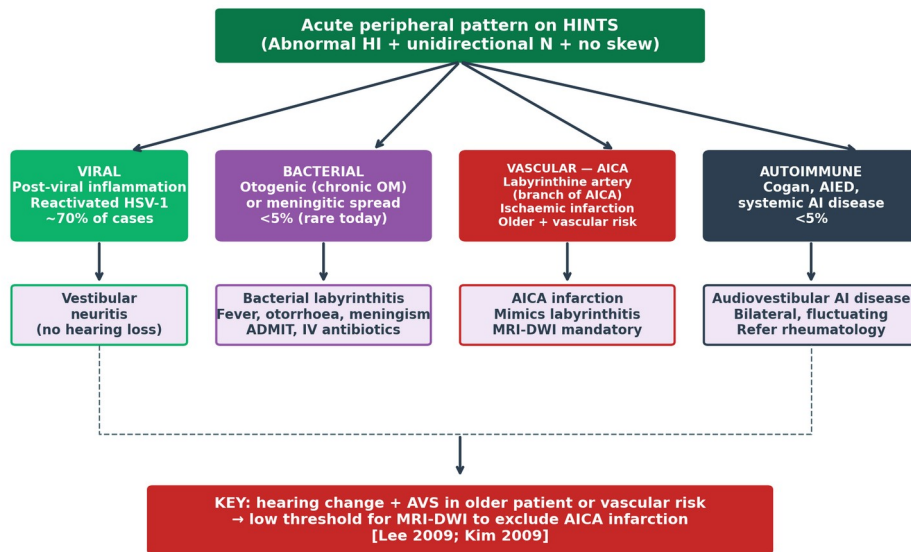 Acute peripheral pattern on HINTS
(Abnormal HI + unidirectional N + no skew)
VIRAL
Post-viral inflammation
Reactivated HSV-1
~70% of cases
BACTERIAL
Otogenic (chronic OM)
or meningitic spread
<5% (rare today)
VASCULAR — AICA
Labyrinthine artery
(branch of AICA)
Ischaemic infarction
Older + vascular risk
AUTOIMMUNE
Cogan, AIED,
systemic AI disease
<5%
Vestibular
neuritis
(no hearing loss)
Bacterial labyrinthitis
Fever, otorrhoea, meningism
ADMIT, IV antibiotics
AICA infarction
Mimics labyrinthitis
MRI-DWI mandatory
Audiovestibular AI disease
Bilateral, fluctuating
Refer rheumatology
KEY: hearing change + AVS in older patient or vascular risk
→ low threshold for MRI-DWI to exclude AICA infarction
[Lee 2009; Kim 2009]